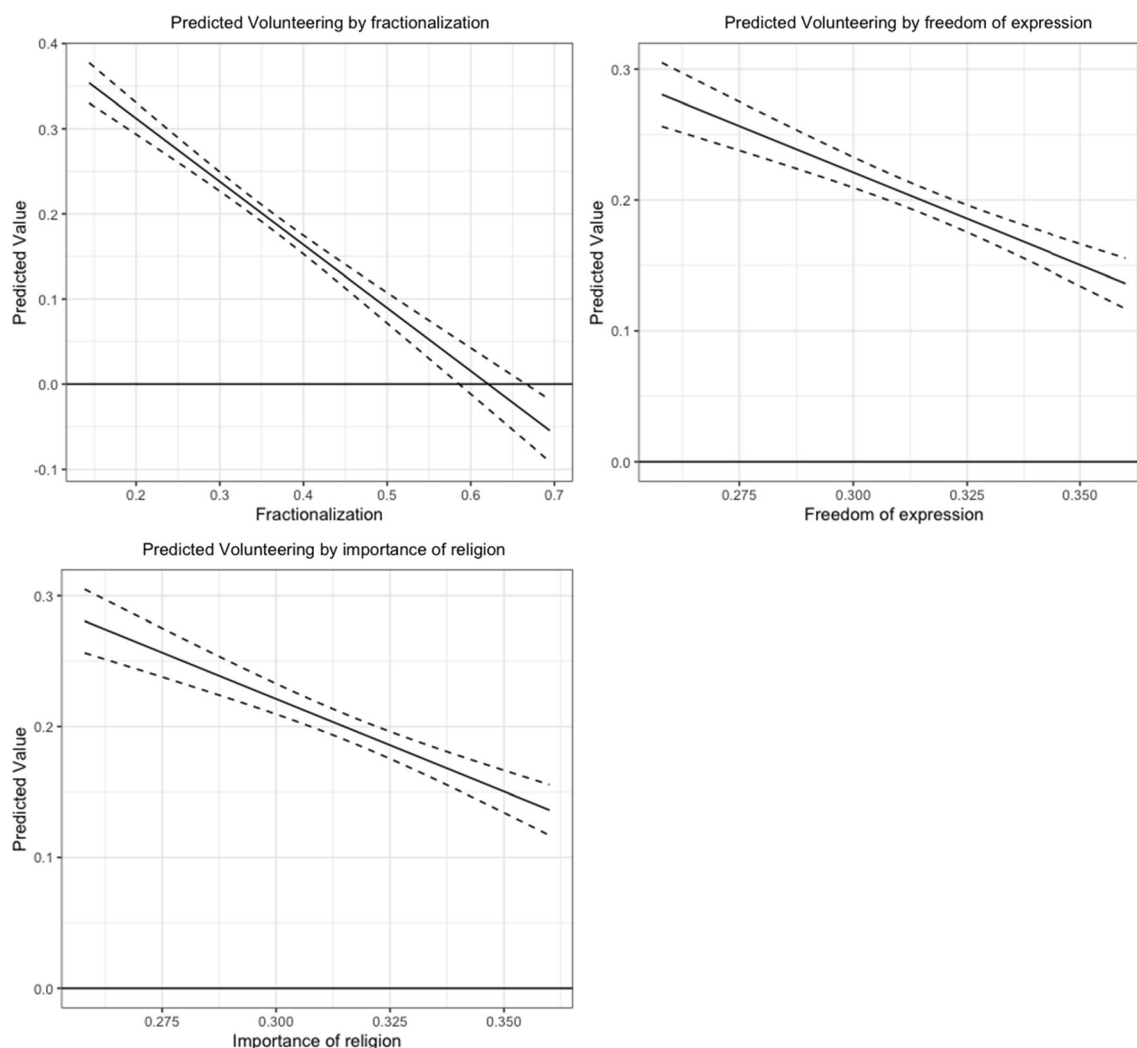 Predicted Volunteering by fractionalization
0.4
0.3
0.2
0.1
0.0
-0.1
Predicted Value
0.2 0.3 0.4 0.5 0.6 0.7
Fractionalization
Predicted Volunteering by freedom of expression
0.3
0.2
0.1
0.0
Predicted Value
0.275 0.300 0.325 0.350
Freedom of expression
Predicted Volunteering by importance of religion
0.3
0.2
0.1
0.0
Predicted Value
0.275 0.300 0.325 0.350
Importance of religion